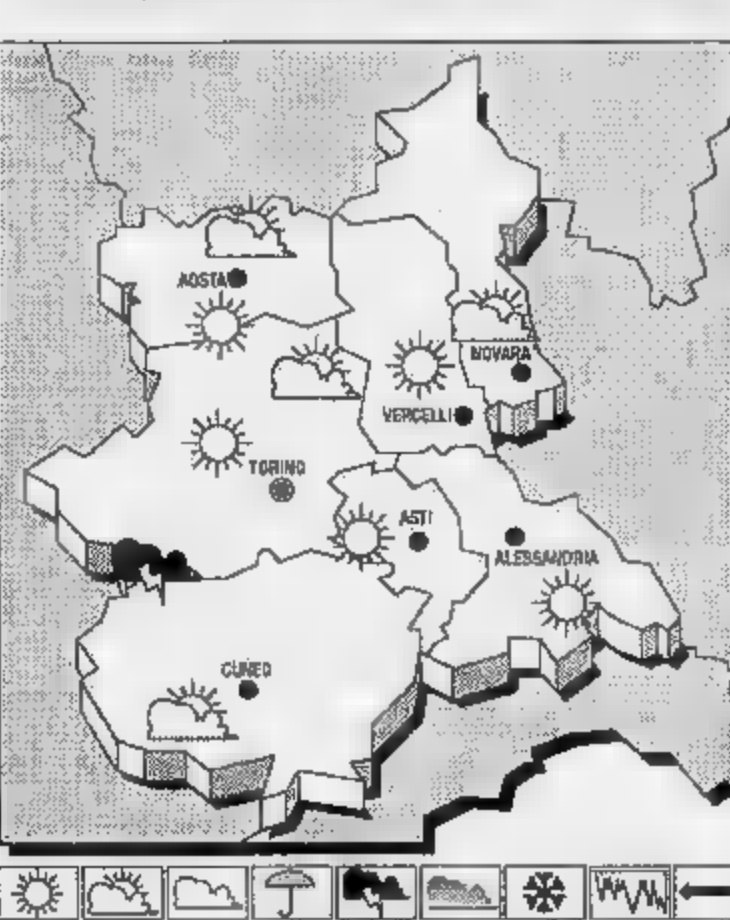 AOSTA
NOVARA
VERCELLI
TORINO
ASTI
ALESSANDRIA
CUNEO